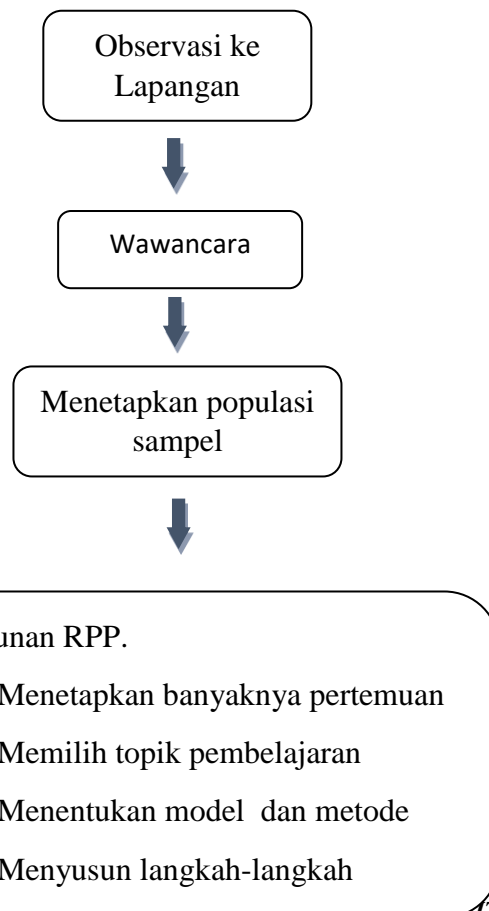 Observasi ke
Lapangan
Wawancara
Menetapkan populasi
sampel
unan RPP.
Menetapkan banyaknya pertemuan
Memilih topik pembelajaran
Menentukan model dan metode
Menyusun langkah-langkah